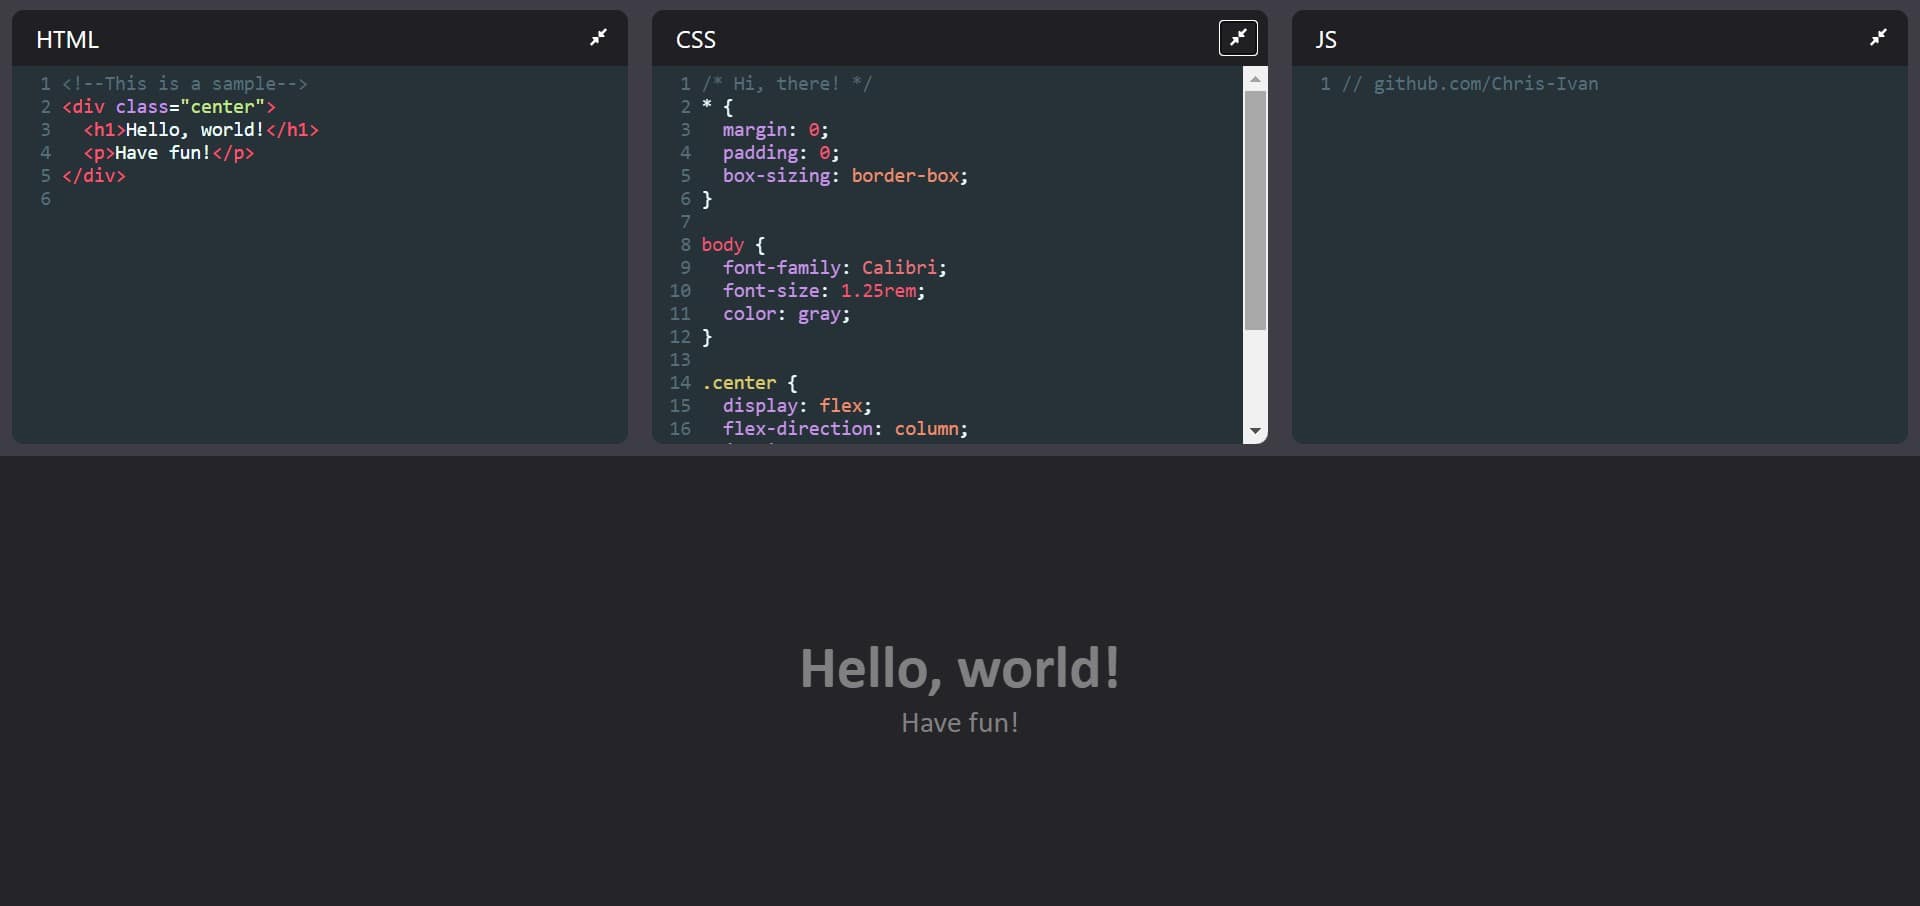 HTML
1 <!--This is a sample-->
2 <div class="center">
3   <h1>Hello, world!</h1>
4   <p>Have fun!</p>
5 </div>
6
CSS
1 /* Hi, there! */
2 * {
3   margin: 0;
4   padding: 0;
5   box-sizing: border-box;
6 }
7
8 body {
9   font-family: Calibri;
10   font-size: 1.25rem;
11   color: gray;
12 }
13
14 .center {
15   display: flex;
16   flex-direction: column;
JS
1 // github.com/Chris-Ivan
Hello, world!
Have fun!